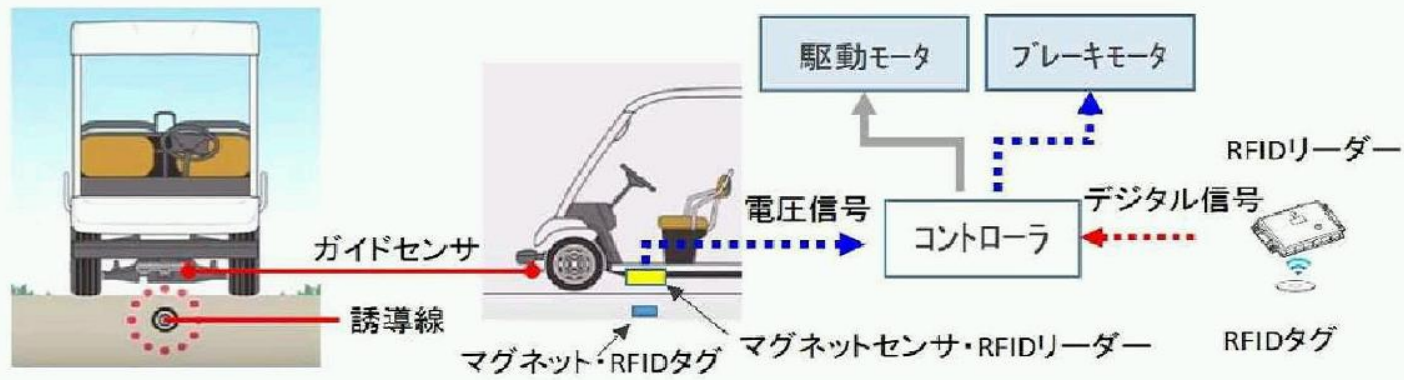 駆動モータ
ブレーキモータ
RFIDリーダー
電圧信号
デジタル信号
コントローラ
ガイドセンサ
誘導線
マグネット・RFIDタグ
マグネットセンサ・RFIDリーダー
RFIDタグ